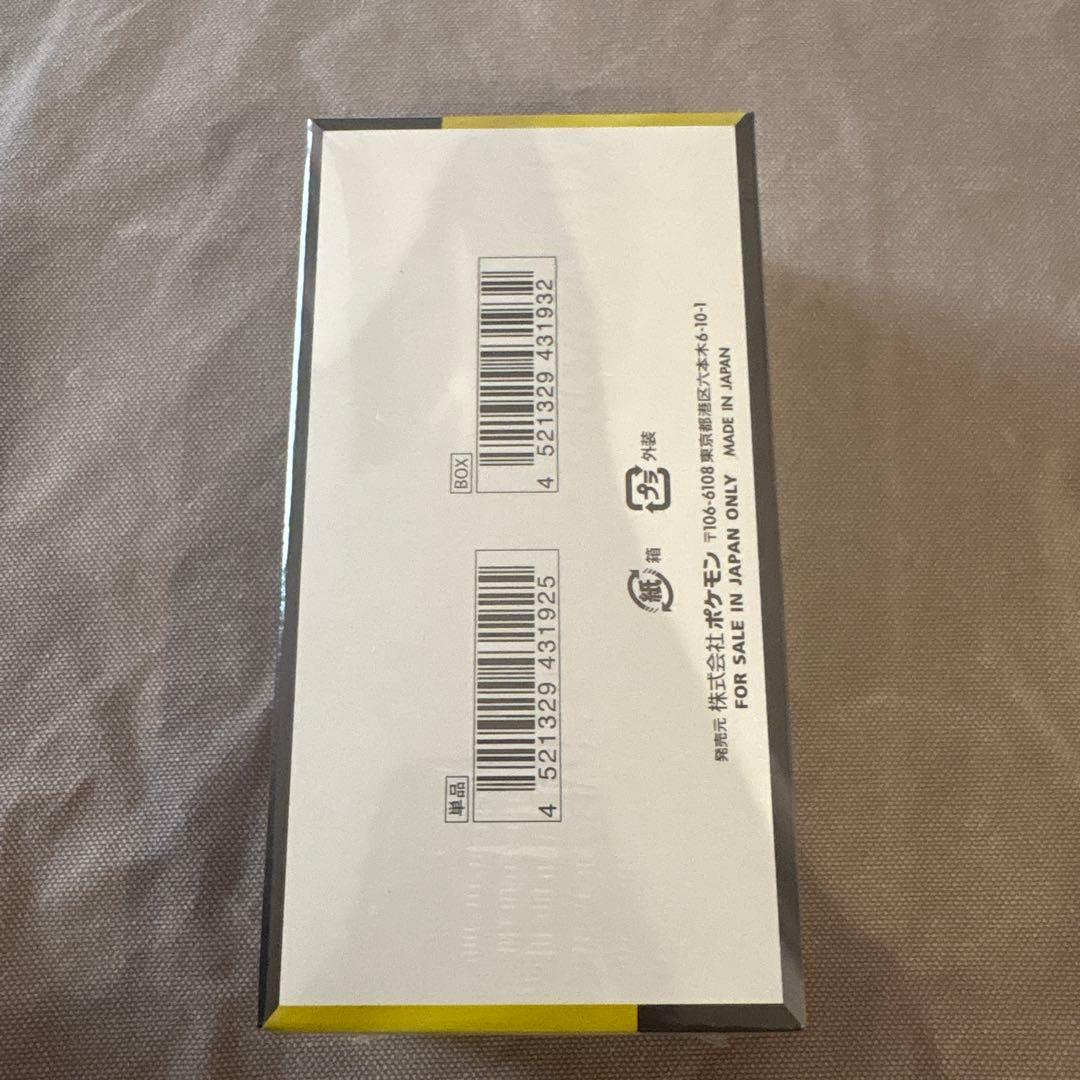 単品
4 521329 431925
BOX
4 521329 431932
紙 箱
プラ 外装
発売元 株式会社 ポケモン 〒106-6108 東京都港区六本木6-10-1
FOR SALE IN JAPAN ONLY MADE IN JAPAN